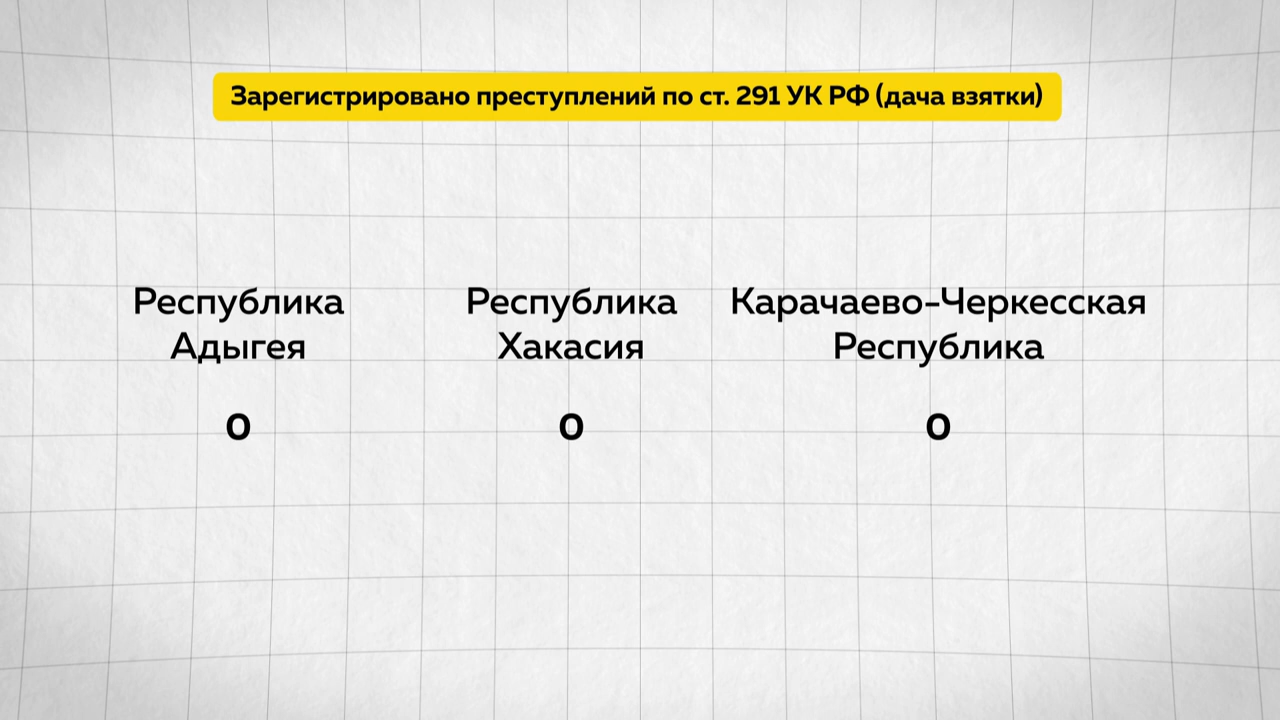 Зарегистрировано преступлений по ст. 291 УК РФ (дача взятки)
Республика
Адыгея
0
Республика
Хакасия
0
Карачаево-Черкесская
Республика
0